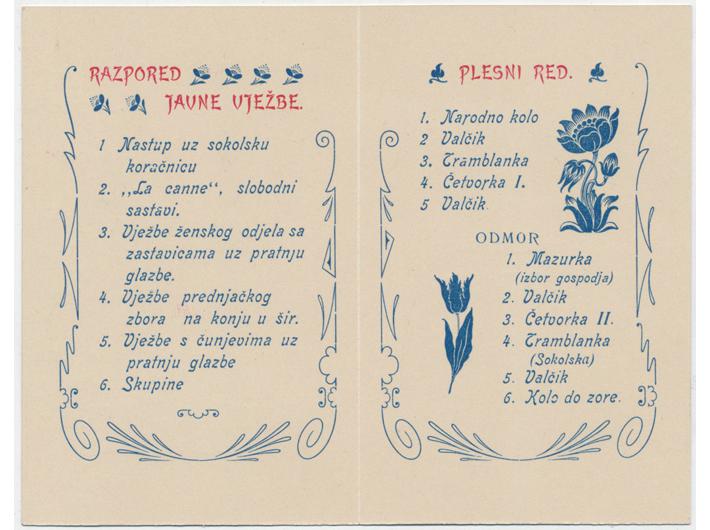 RAZPORED
JAVNE VJEŽBE.
1 Nastup uz sokolsku
koračnicu
2. „La canne“, slobodni
sastavi.
3. Vježbe ženskog odjela sa
zastavicama uz pratnju
glazbe.
4. Vježbe prednjačkog
zbora na konju u šir.
5. Vježbe s čunjevima uz
pratnju glazbe
6. Skupine
PLESNI RED.
1. Narodno kolo
2 Valčik
3. Tramblanka
4. Četvorka I.
5 Valčik
ODMOR
1. Mazurka
(izbor gospodja)
2. Valčik
3. Četvorka II.
4. Tramblanka
(Sokolska)
5. Valčik
6. Kolo do zore.